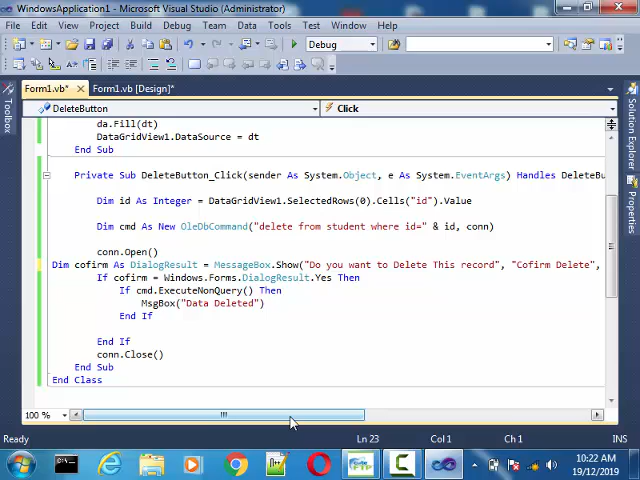 WindowsApplication1 - Microsoft Visual Studio (Administrator)
File Edit View Project Build Debug Team Data Tools Test Window Help
Debug
Form1.vb* Form1.vb [Design]*
DeleteButton Click
da.Fill(dt)
DataGridView1.DataSource = dt
End Sub
Private Sub DeleteButton_Click(sender As System.Object, e As System.EventArgs) Handles DeleteBu
Dim id As Integer = DataGridView1.SelectedRows(0).Cells("id").Value
Dim cmd As New OleDbCommand("delete from student where id=" & id, conn)
conn.Open()
Dim cofirm As DialogResult = MessageBox.Show("Do you want to Delete This record", "Cofirm Delete",
If cofirm = Windows.Forms.DialogResult.Yes Then
If cmd.ExecuteNonQuery() Then
MsgBox("Data Deleted")
End If
End If
conn.Close()
End Sub
End Class
Toolbox
Solution Explorer
Properties
100 %
Ready Ln 23 Col 1 Ch 1 INS
10:22 AM
19/12/2019